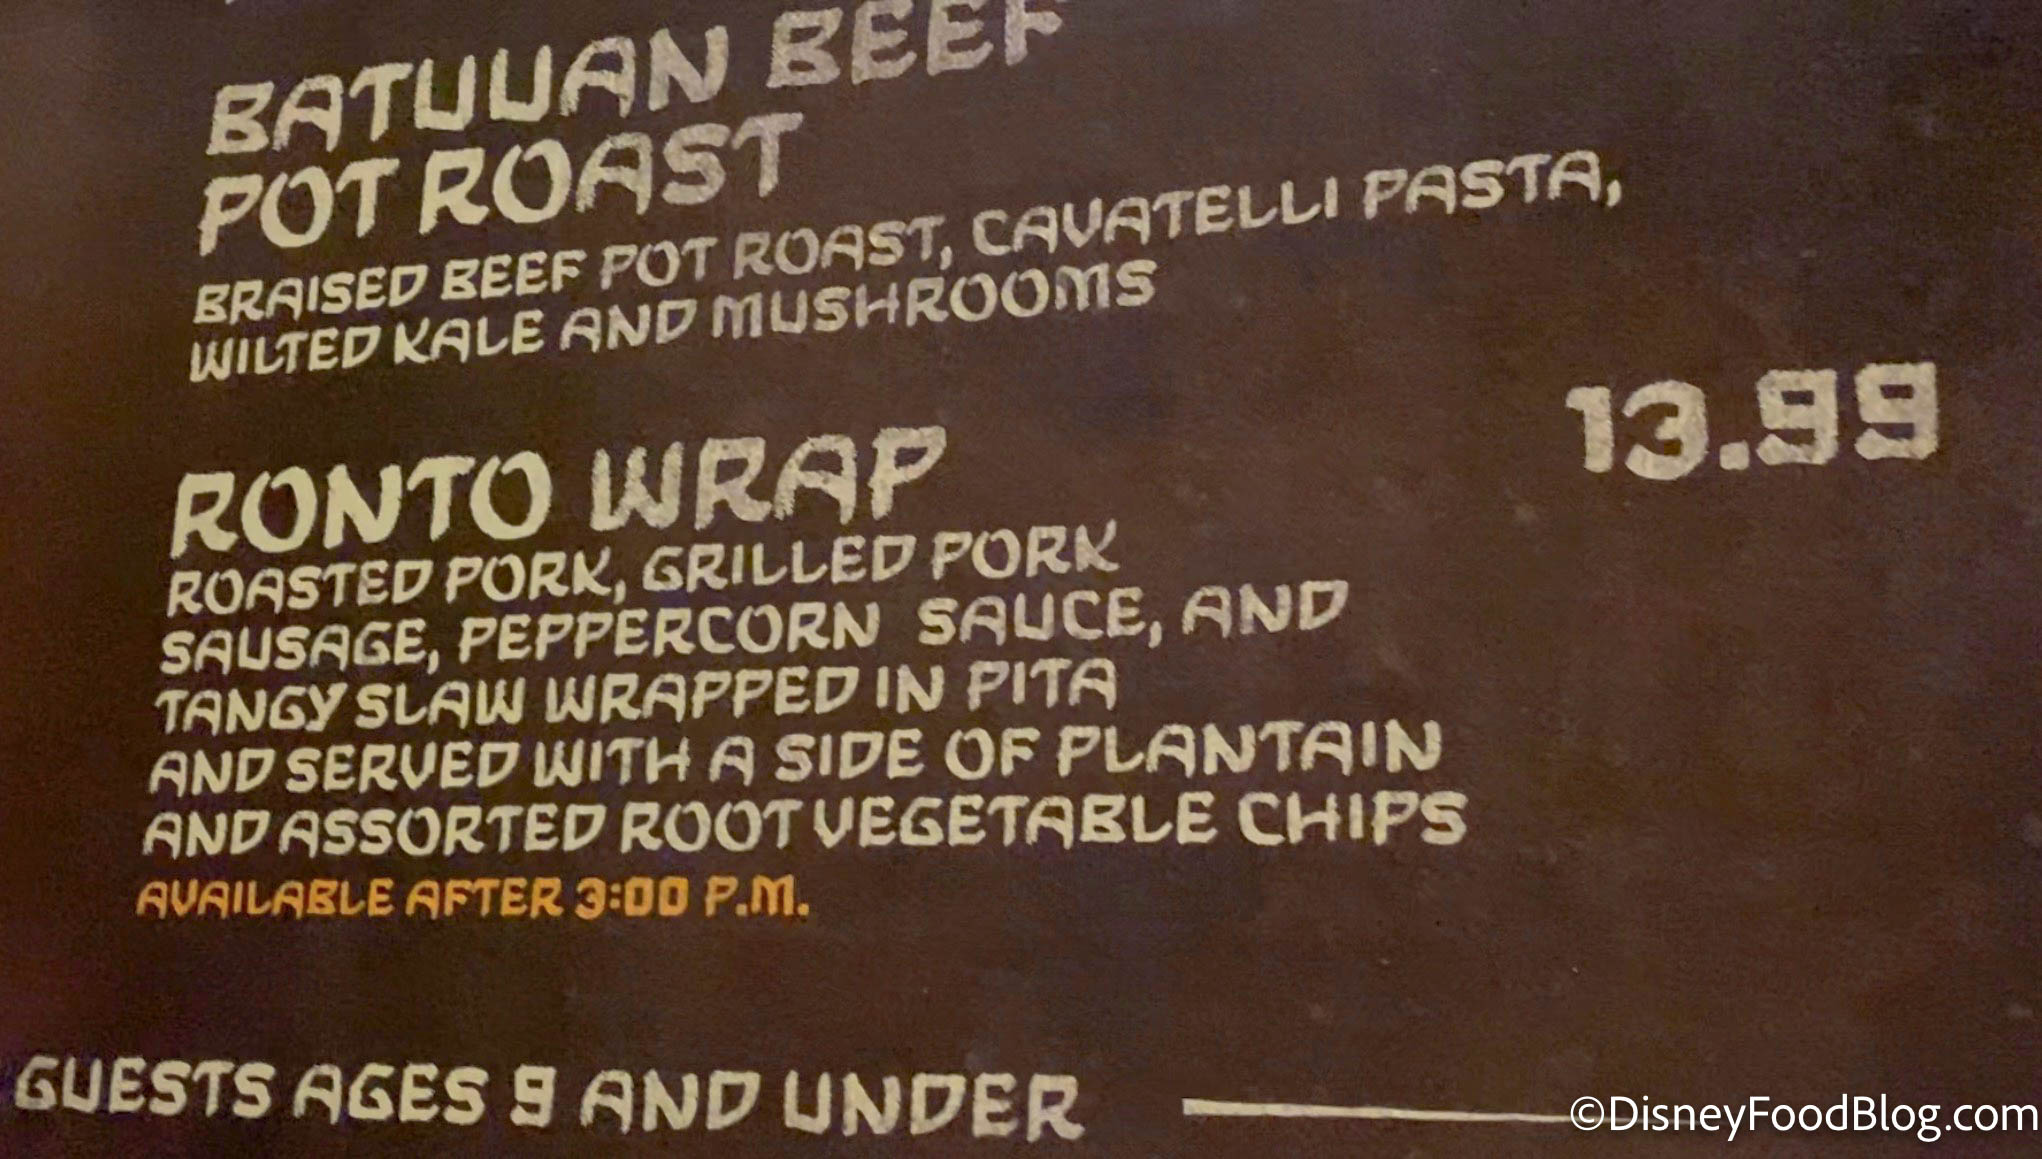 BATUUAN BEEF
POT ROAST
BRAISED BEEF POT ROAST, CAVATELLI PASTA,
WILTED KALE AND MUSHROOMS
RONTO WRAP 13.99
ROASTED PORK, GRILLED PORK
SAUSAGE, PEPPERCORN SAUCE, AND
TANGY SLAW WRAPPED IN PITA
AND SERVED WITH A SIDE OF PLANTAIN
AND ASSORTED ROOT VEGETABLE CHIPS
AVAILABLE AFTER 3:00 P.M.
GUESTS AGES 9 AND UNDER
©DisneyFoodBlog.com